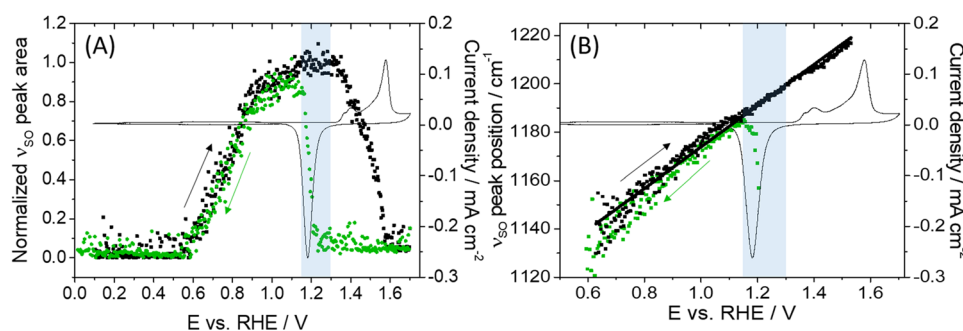 (A)
Normalized νSO peak area
1.2
1.0
0.8
0.6
0.4
0.2
0.0
0.0 0.2 0.4 0.6 0.8 1.0 1.2 1.4 1.6
E vs. RHE / V
0.2
0.1
0.0
-0.1
-0.2
-0.3
Current density / mA cm-2
(B)
νSO peak position / cm-1
1220
1200
1180
1160
1140
1120
0.6 0.8 1.0 1.2 1.4 1.6
E vs. RHE / V
0.2
0.1
0.0
-0.1
-0.2
-0.3
Current density / mA cm-2